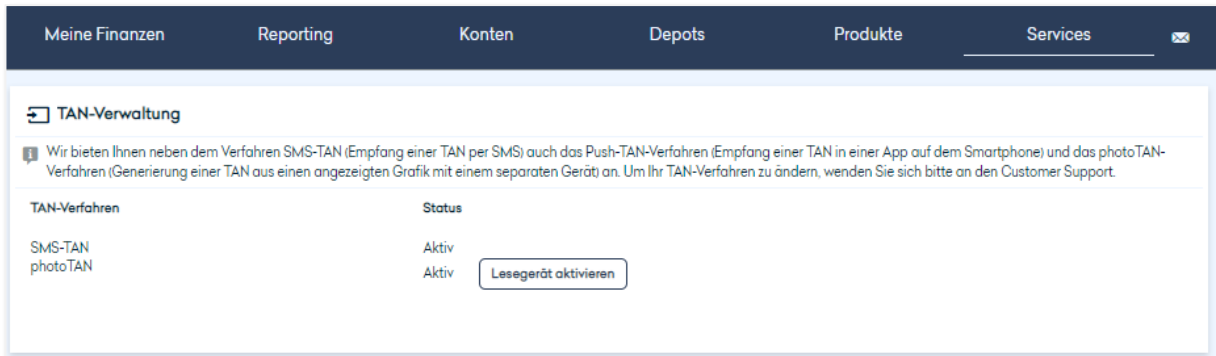 Meine Finanzen Reporting Konten Depots Produkte Services
TAN-Verwaltung
Wir bieten Ihnen neben dem Verfahren SMS-TAN (Empfang einer TAN per SMS) auch das Push-TAN-Verfahren (Empfang einer TAN in einer App auf dem Smartphone) und das photoTAN-
Verfahren (Generierung einer TAN aus einen angezeigten Grafik mit einem separaten Gerät) an. Um Ihr TAN-Verfahren zu ändern, wenden Sie sich bitte an den Customer Support.
TAN-Verfahren Status
SMS-TAN Aktiv
photoTAN Aktiv Lesegerät aktivieren